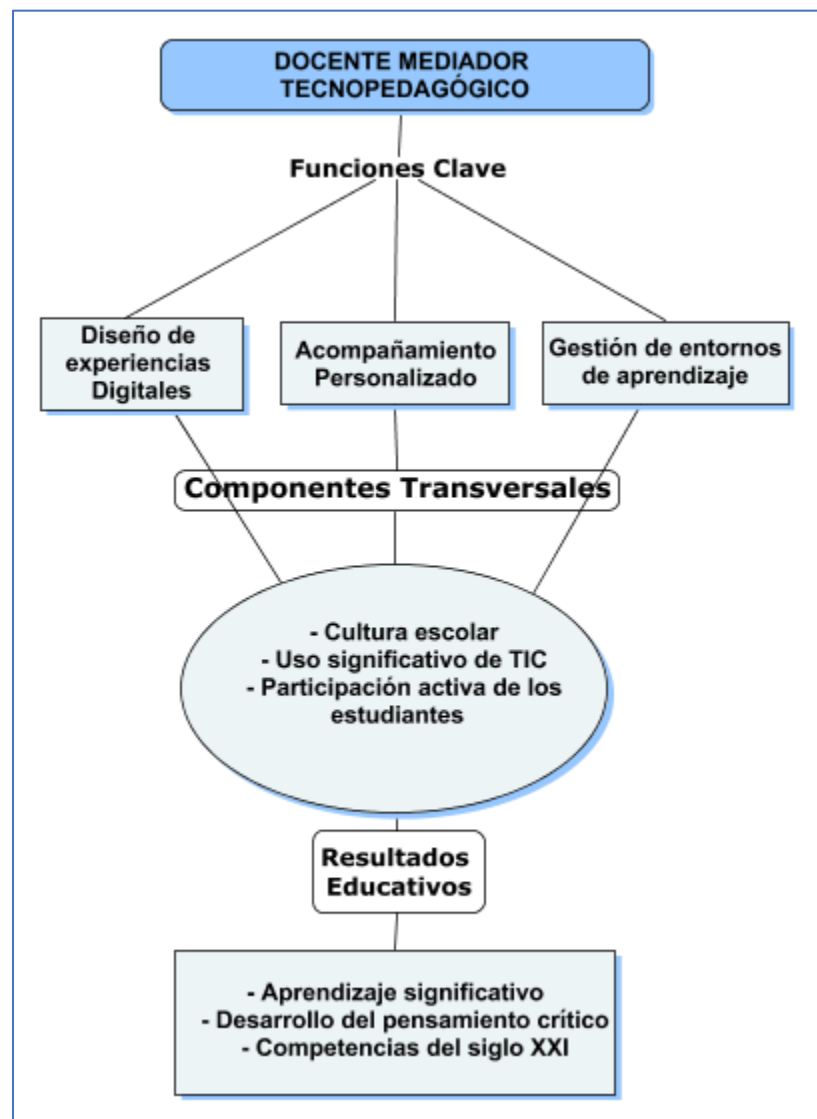 DOCENTE MEDIADOR
TECNOPEDAGÓGICO
Funciones Clave
Diseño de
experiencias
Digitales
Acompañamiento
Personalizado
Gestión de entornos
de aprendizaje
Componentes Transversales
- Cultura escolar
- Uso significativo de TIC
- Participación activa de los
estudiantes
Resultados
Educativos
- Aprendizaje significativo
- Desarrollo del pensamiento crítico
- Competencias del siglo XXI